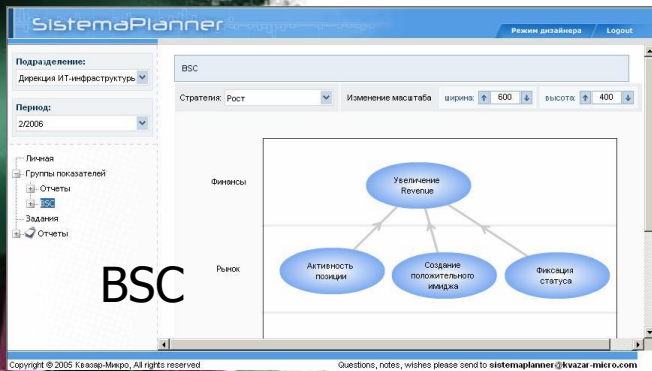 SistemaPlanner
Режим дизайнера Logout
Подразделение:
Дирекция ИТ-инфраструктурь
Период:
2/2006
Личная
Группы показателей
Отчеты
BSC
Задания
Отчеты
BSC
BSC
Стратегия: Рост
Изменение масштаба ширина: 600 высота: 400
Финансы
Увеличение
Revenue
Рынок
Активность
позиции
Создание
положительного
имиджа
Фиксация
статуса
Copyright © 2005 Квазар-Микро, All rights reserved
Questions, notes, wishes please send to sistemaplanner@kvazar-micro.com